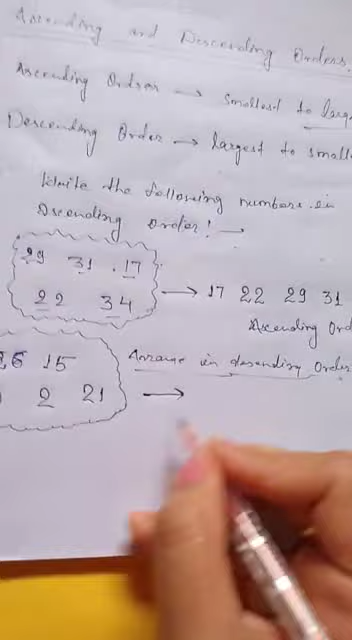 Ascending and Descending Orders.
Ascending Order → Smallest to larg
Descending Order → largest to small
Write the following numbers in
Ascending Order! →
29 31 .17
22 34
→ 17 22 29 31
Ascending Ord
Arrange in desending Order
15
2 21 →